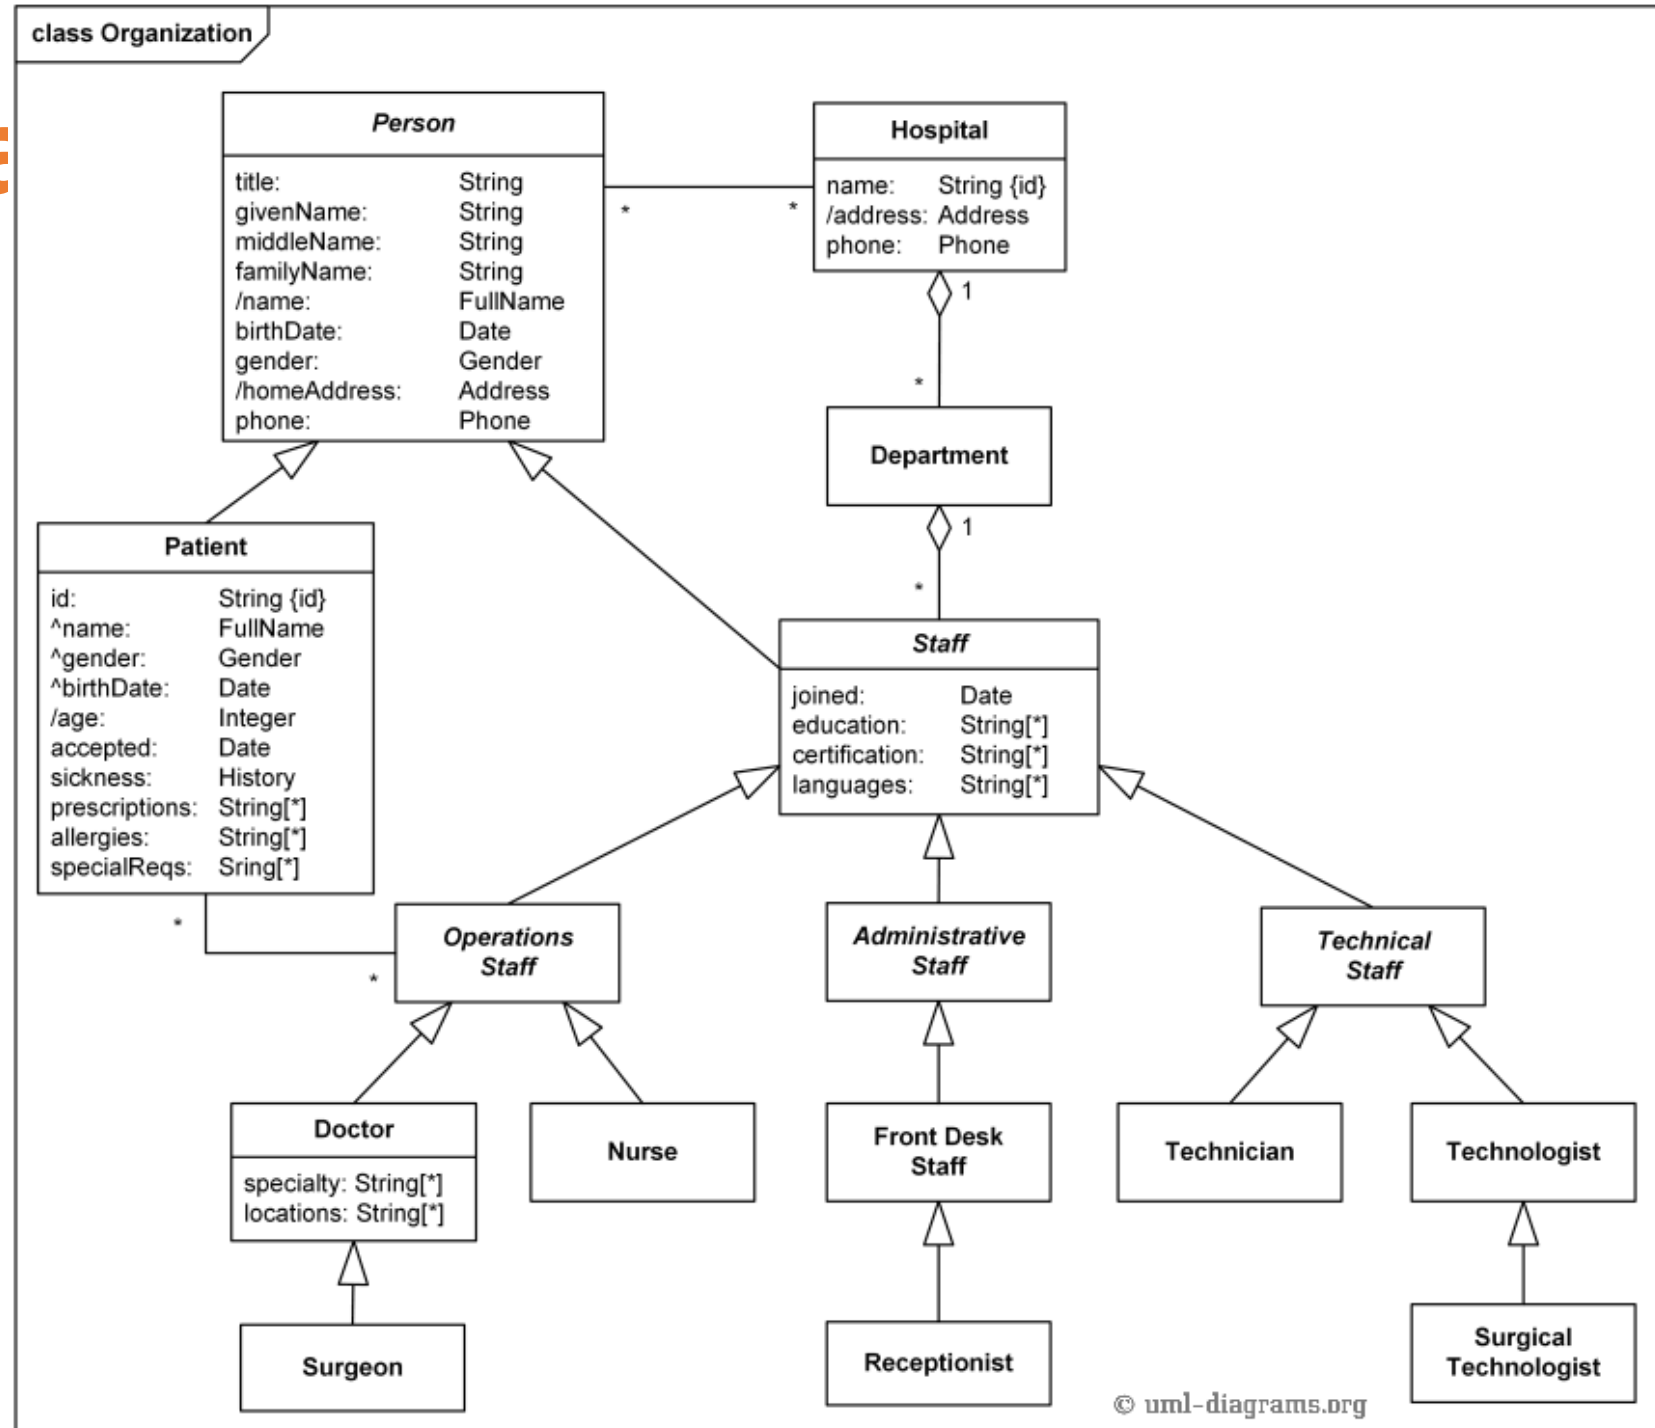 class Organization
Person
title: String
givenName: String
middleName: String
familyName: String
/name: FullName
birthDate: Date
gender: Gender
/homeAddress: Address
phone: Phone
Hospital
name: String {id}
/address: Address
phone: Phone
*
*
1
*
Department
1
*
Patient
id: String {id}
^name: FullName
^gender: Gender
^birthDate: Date
/age: Integer
accepted: Date
sickness: History
prescriptions: String[*]
allergies: String[*]
specialReqs: Sring[*]
*
*
Staff
joined: Date
education: String[*]
certification: String[*]
languages: String[*]
Operations
Staff
Administrative
Staff
Technical
Staff
Doctor
specialty: String[*]
locations: String[*]
Nurse
Front Desk
Staff
Technician
Technologist
Surgeon
Receptionist
Surgical
Technologist
© uml-diagrams.org